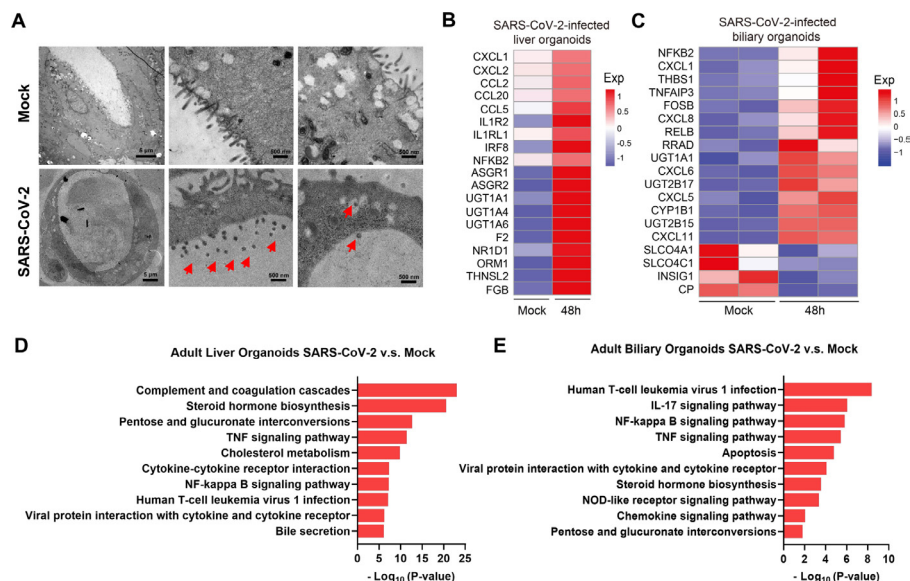 A
Mock
SARS-CoV-2
5 μm
500 nm
500 nm
5 μm
500 nm
500 nm
B
SARS-CoV-2-infected
liver organoids
CXCL1
CXCL2
CCL2
CCL20
CCL5
IL1R2
IL1RL1
IRF8
NFKB2
ASGR1
ASGR2
UGT1A1
UGT1A4
UGT1A6
F2
NR1D1
ORM1
THNSL2
FGB
Mock 48h
Exp
1
0.5
0
-0.5
-1
C
SARS-CoV-2-infected
biliary organoids
NFKB2
CXCL1
THBS1
TNFAIP3
FOSB
CXCL8
RELB
RRAD
UGT1A1
CXCL6
UGT2B17
CXCL5
CYP1B1
UGT2B15
CXCL11
SLCO4A1
SLCO4C1
INSIG1
CP
Mock 48h
Exp
1
0.5
0
-0.5
-1
D
Adult Liver Organoids SARS-CoV-2 v.s. Mock
Complement and coagulation cascades
Steroid hormone biosynthesis
Pentose and glucuronate interconversions
TNF signaling pathway
Cholesterol metabolism
Cytokine-cytokine receptor interaction
NF-kappa B signaling pathway
Human T-cell leukemia virus 1 infection
Viral protein interaction with cytokine and cytokine receptor
Bile secretion
0 5 10 15 20 25
- Log10 (P-value)
E
Adult Biliary Organoids SARS-CoV-2 v.s. Mock
Human T-cell leukemia virus 1 infection
IL-17 signaling pathway
NF-kappa B signaling pathway
TNF signaling pathway
Apoptosis
Viral protein interaction with cytokine and cytokine receptor
Steroid hormone biosynthesis
NOD-like receptor signaling pathway
Chemokine signaling pathway
Pentose and glucuronate interconversions
0 2 4 6 8 10
- Log10 (P-value)